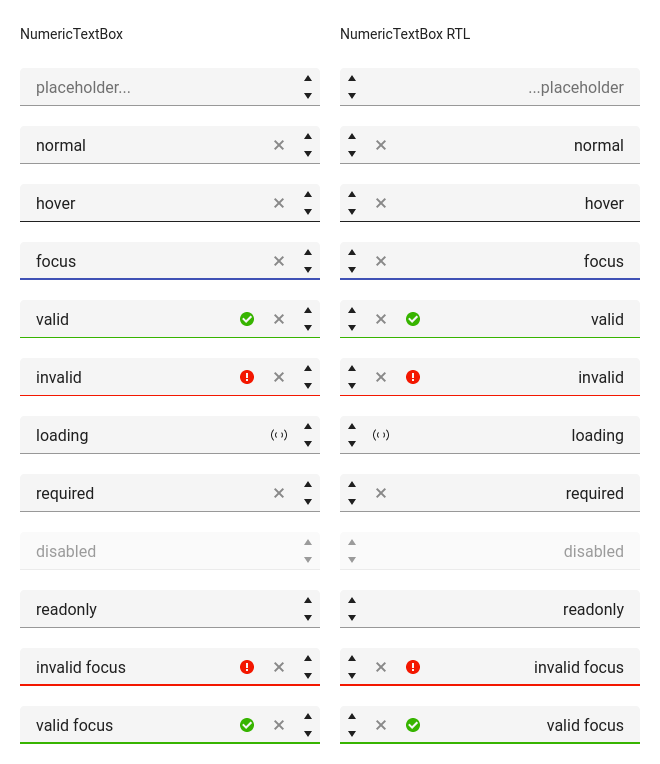 NumericTextBox
placeholder...
normal
hover
focus
valid
invalid
loading
required
disabled
readonly
invalid focus
valid focus
NumericTextBox RTL
...placeholder
normal
hover
focus
valid
invalid
loading
required
disabled
readonly
invalid focus
valid focus